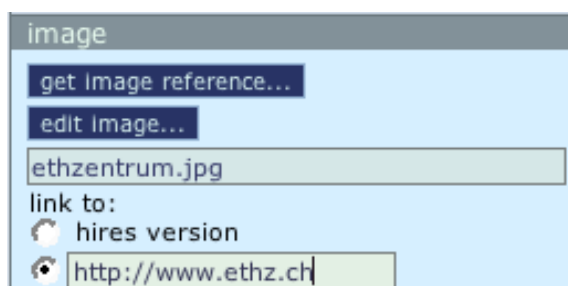 image
get image reference...
edit image...
ethzentrum.jpg
link to:
hires version
http://www.ethz.ch